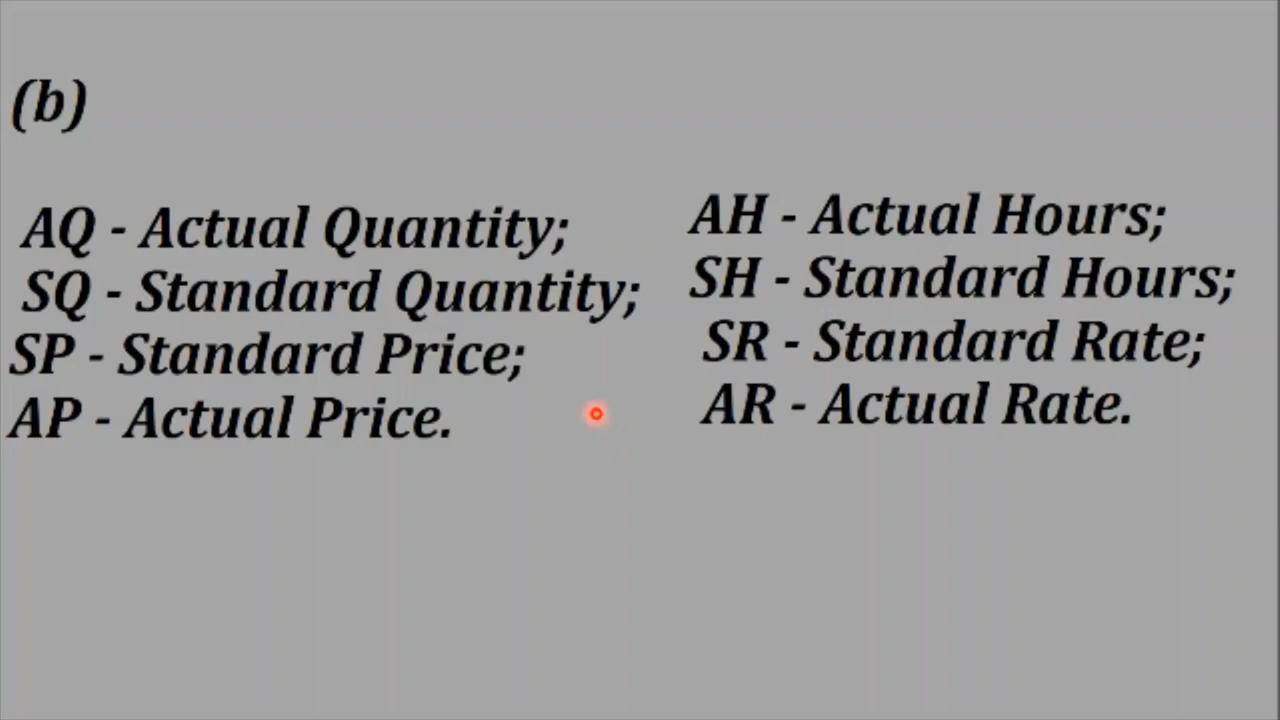 (b)
AQ - Actual Quantity;
SQ - Standard Quantity;
SP - Standard Price;
AP - Actual Price.
AH - Actual Hours;
SH - Standard Hours;
SR - Standard Rate;
AR - Actual Rate.